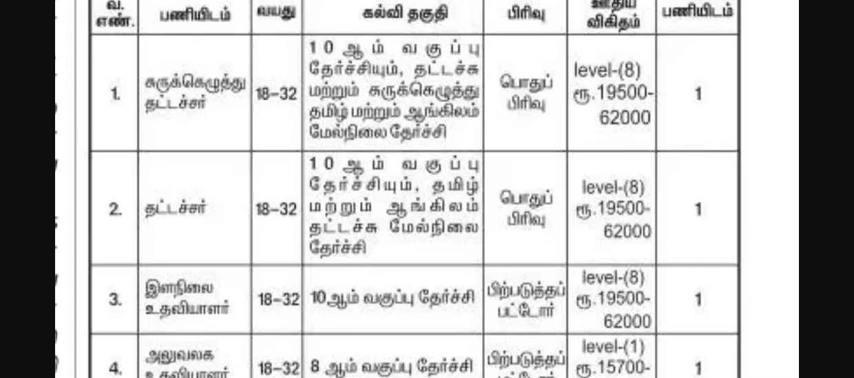 வ. எண்.
பணியிடம்
வயது
கல்வி தகுதி
பிரிவு
ஊதிய விகிதம்
பணியிடம்
1.
சுருக்கெழுத்து
தட்டச்சர்
18-32
10 ஆம் வகுப்பு
தேர்ச்சியும், தட்டச்சு
மற்றும் சுருக்கெழுத்து
தமிழ் மற்றும் ஆங்கிலம்
மேல்நிலை தேர்ச்சி
பொதுப்
பிரிவு
level-(8)
ரூ.19500-
62000
1
2.
தட்டச்சர்
18-32
10 ஆம் வகுப்பு
தேர்ச்சியும், தமிழ்
மற்றும் ஆங்கிலம்
தட்டச்சு மேல்நிலை
தேர்ச்சி
பொதுப்
பிரிவு
level-(8)
ரூ.19500-
62000
1
3.
இளநிலை
உதவியாளர்
18-32
10ஆம் வகுப்பு தேர்ச்சி
பிற்படுத்தப்
பட்டோர்
level-(8)
ரூ.19500-
62000
1
4.
அலுவலக
உதவியாளர்
18-32
8 ஆம் வகுப்பு தேர்ச்சி
பிற்படுத்தப்
பட்டோர்
level-(1)
ரூ.15700-
1